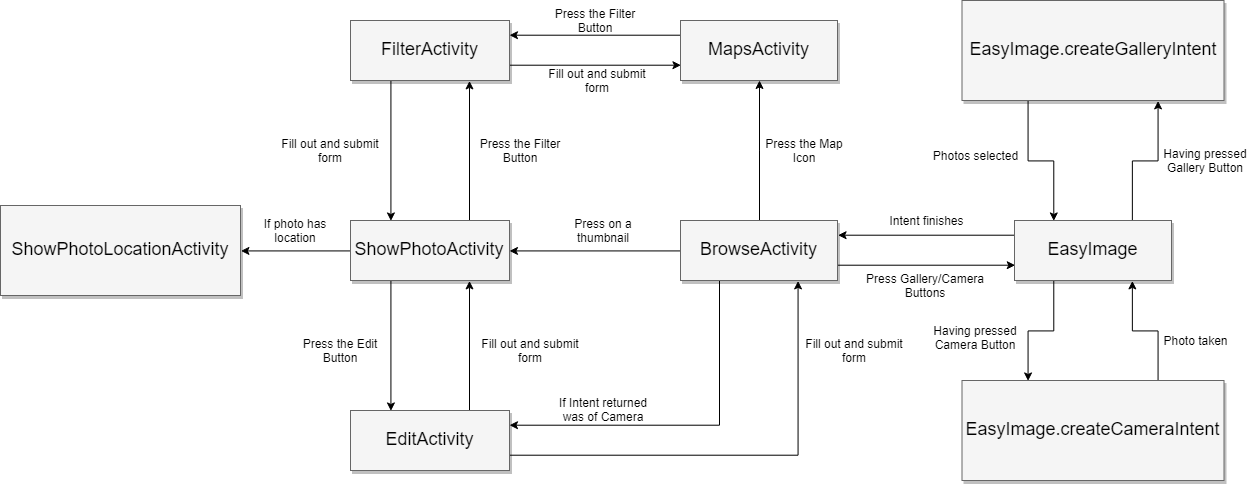 Press the Filter
Button
FilterActivity
MapsActivity
EasyImage.createGalleryIntent
Fill out and submit
form
Fill out and submit
form
Press the Filter
Button
Press the Map
Icon
Photos selected
Having pressed
Gallery Button
If photo has
location
Press on a
thumbnail
Intent finishes
ShowPhotoLocationActivity
ShowPhotoActivity
BrowseActivity
EasyImage
Press Gallery/Camera
Buttons
Press the Edit
Button
Fill out and submit
form
Fill out and submit
form
Having pressed
Camera Button
Photo taken
If Intent returned
was of Camera
EditActivity
EasyImage.createCameraIntent